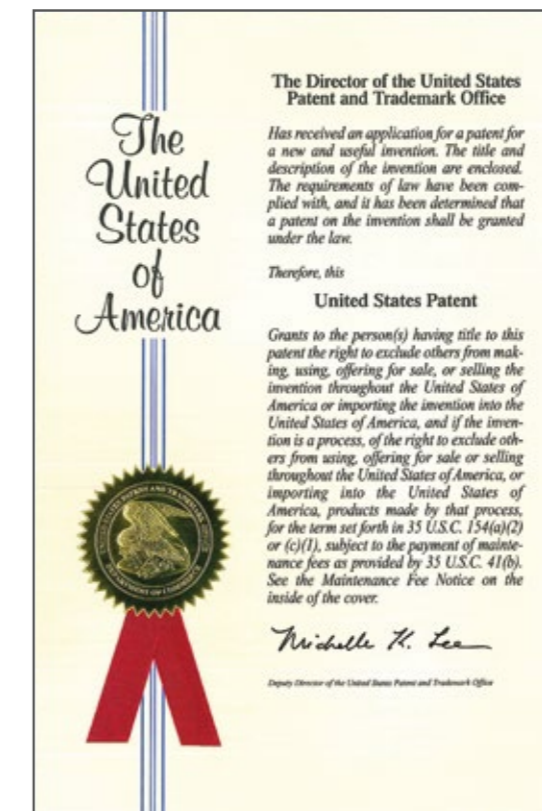 The
United
States
of
America
The Director of the United States
Patent and Trademark Office
Has received an application for a patent for
a new and useful invention. The title and
description of the invention are enclosed.
The requirements of law have been com-
plied with, and it has been determined that
a patent on the invention shall be granted
under the law.
Therefore, this
United States Patent
Grants to the person(s) having title to this
patent the right to exclude others from mak-
ing, using, offering for sale, or selling the
invention throughout the United States of
America or importing the invention into the
United States of America, and if the inven-
tion is a process, of the right to exclude oth-
ers from using, offering for sale or selling
throughout the United States of America, or
importing into the United States of
America, products made by that process,
for the term set forth in 35 U.S.C. 154(a)(2)
or (c)(1), subject to the payment of mainte-
nance fees as provided by 35 U.S.C. 41(b).
See the Maintenance Fee Notice on the
inside of the cover.
Michelle K. Lee
Deputy Director of the United States Patent and Trademark Office
UNITED STATES PATENT AND TRADEMARK OFFICE
DEPARTMENT OF COMMERCE